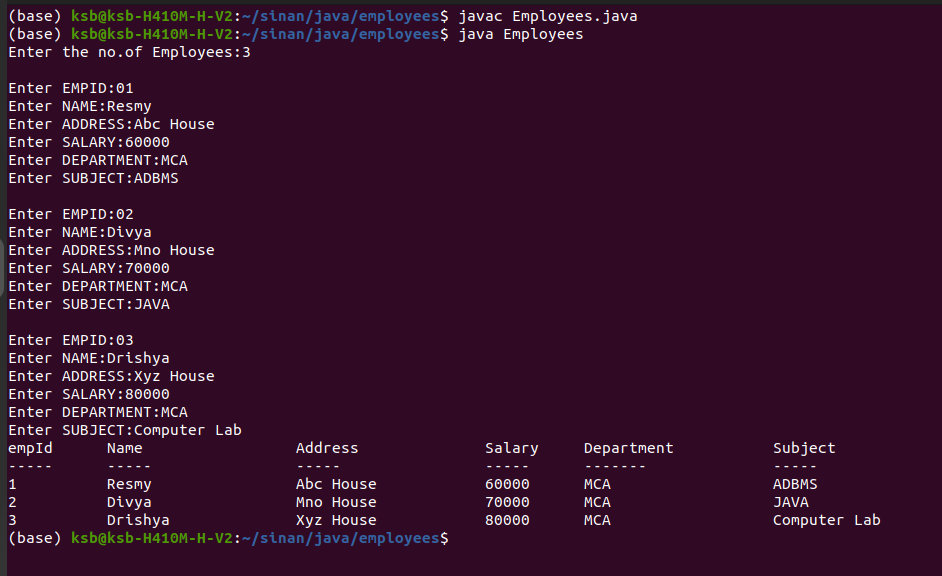 (base) ksb@ksb-H410M-H-V2:~/sinan/java/employees$ javac Employees.java
(base) ksb@ksb-H410M-H-V2:~/sinan/java/employees$ java Employees
Enter the no.of Employees:3

Enter EMPID:01
Enter NAME:Resmy
Enter ADDRESS:Abc House
Enter SALARY:60000
Enter DEPARTMENT:MCA
Enter SUBJECT:ADBMS

Enter EMPID:02
Enter NAME:Divya
Enter ADDRESS:Mno House
Enter SALARY:70000
Enter DEPARTMENT:MCA
Enter SUBJECT:JAVA

Enter EMPID:03
Enter NAME:Drishya
Enter ADDRESS:Xyz House
Enter SALARY:80000
Enter DEPARTMENT:MCA
Enter SUBJECT:Computer Lab
empId      Name                 Address              Salary     Department           Subject
-----      -----                -----                -----      -------              -----
1          Resmy                Abc House            60000      MCA                  ADBMS
2          Divya                Mno House            70000      MCA                  JAVA
3          Drishya              Xyz House            80000      MCA                  Computer Lab
(base) ksb@ksb-H410M-H-V2:~/sinan/java/employees$